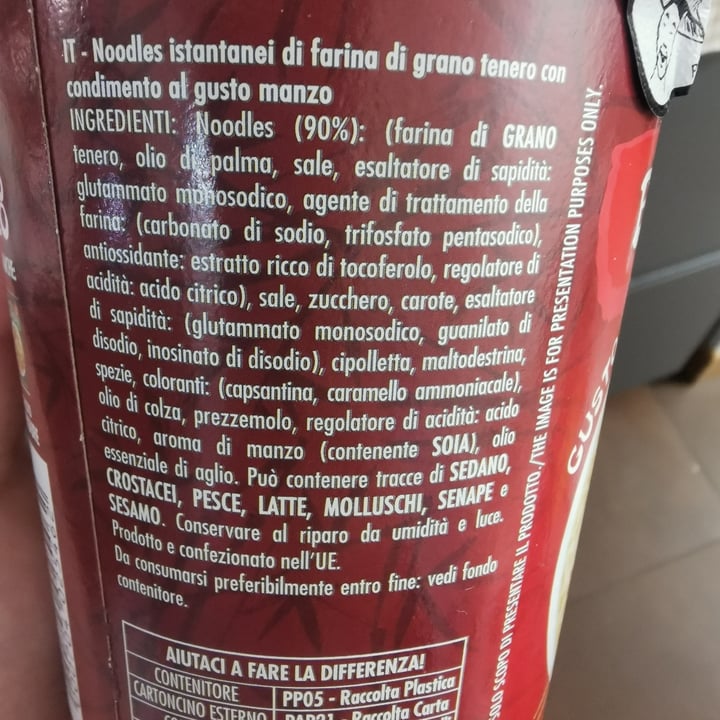 IT - Noodles istantanei di farina di grano tenero con
condimento al gusto manzo
INGREDIENTI: Noodles (90%): (farina di GRANO
tenero, olio di palma, sale, esaltatore di sapidità:
glutammato monosodico, agente di trattamento della
farina: (carbonato di sodio, trifosfato pentasodico),
antiossidante: estratto ricco di tocoferolo, regolatore di
acidità: acido citrico), sale, zucchero, carote, esaltatore
di sapidità: (glutammato monosodico, guanilato di
disodio, inosinato di disodio), cipolletta, maltodestrina,
spezie, coloranti: (capsantina, caramello ammoniacale),
olio di colza, prezzemolo, regolatore di acidità: acido
citrico, aroma di manzo (contenente SOIA), olio
essenziale di aglio. Può contenere tracce di SEDANO,
CROSTACEI, PESCE, LATTE, MOLLUSCHI, SENAPE e
SESAMO. Conservare al riparo da umidità e luce.
Prodotto e confezionato nell'UE.
Da consumarsi preferibilmente entro fine: vedi fondo
contenitore.
AIUTACI A FARE LA DIFFERENZA!
CONTENITORE PP05 - Raccolta Plastica
CARTONCINO ESTERNO PAP21 - Raccolta Carta
SOLO SCOPO DI PRESENTARE IL PRODOTTO./THE IMAGE IS FOR PRESENTATION PURPOSES ONLY.
GUSTO